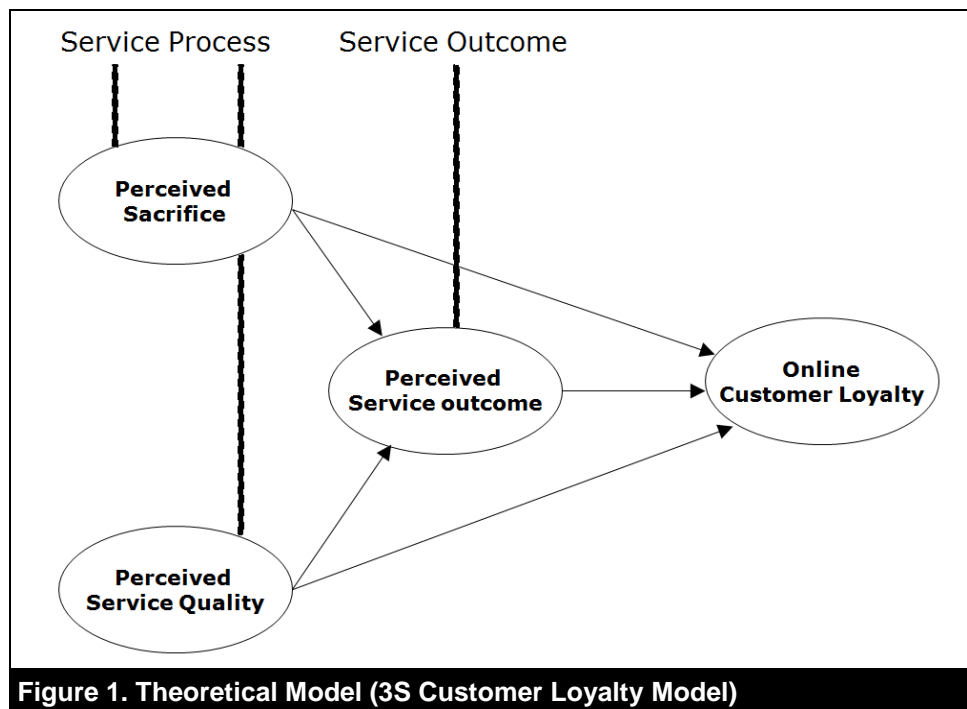 Service Process
Service Outcome
Perceived
Sacrifice
Perceived
Service outcome
Online
Customer Loyalty
Perceived
Service Quality
Figure 1. Theoretical Model (3S Customer Loyalty Model)